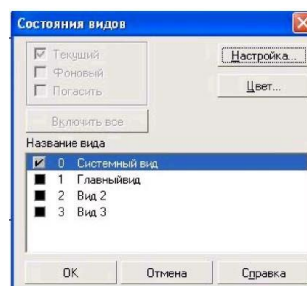 Состояния видов
Текущий
Фоновый
Погасить
Настройка...
Цвет...
Включить все
Название вида
0 Системный вид
1 Главныйвид
2 Вид 2
3 Вид 3
OK Отмена Справка